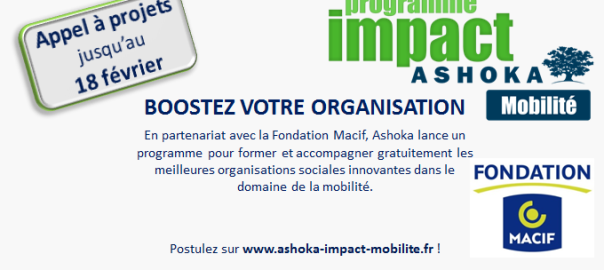 Appel à projets
jusqu'au
18 février
programme
impact
ASHOKA
Mobilité
BOOSTEZ VOTRE ORGANISATION
En partenariat avec la Fondation Macif, Ashoka lance un
programme pour former et accompagner gratuitement les
meilleures organisations sociales innovantes dans le
domaine de la mobilité.
FONDATION
MACIF
Postulez sur www.ashoka-impact-mobilite.fr !